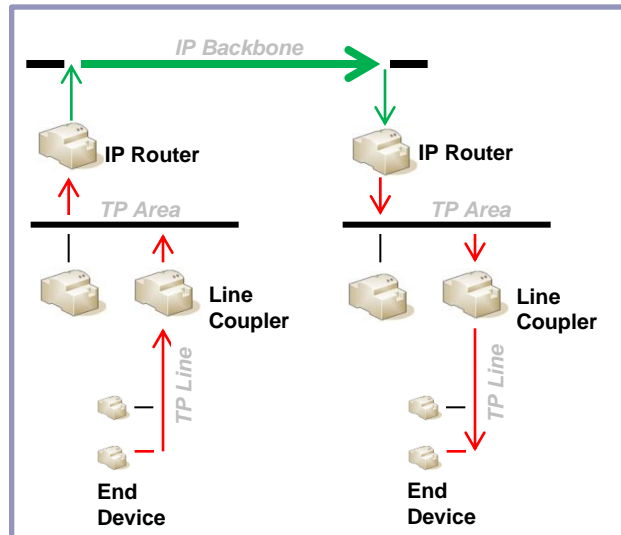 IP Backbone
IP Router
IP Router
TP Area
TP Area
Line
Coupler
Line
Coupler
TP Line
TP Line
End
Device
End
Device